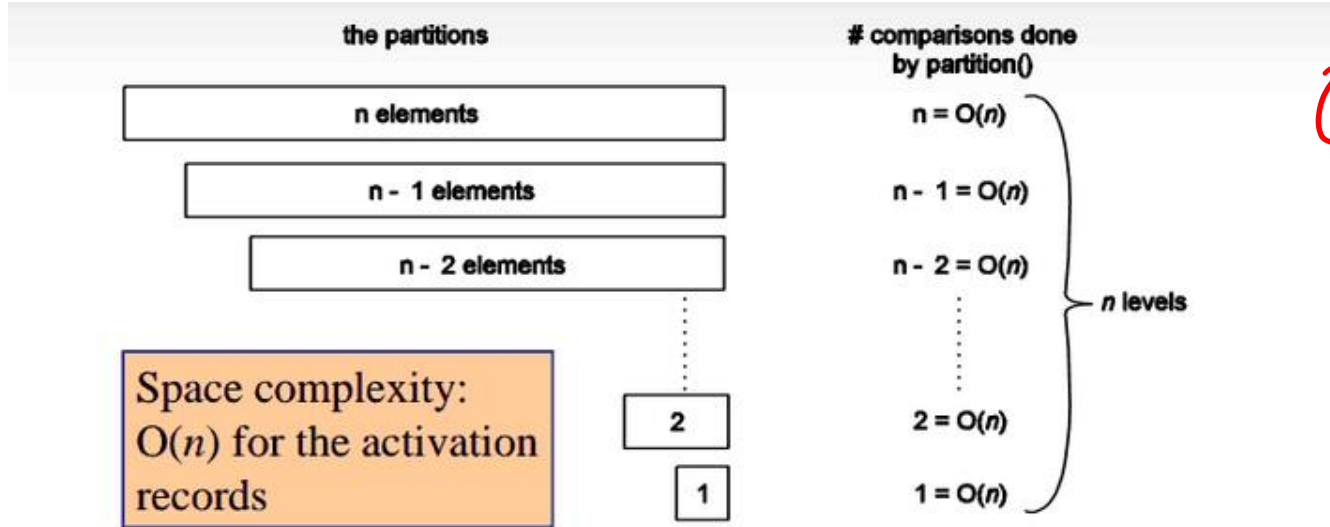 the partitions
# comparisons done
by partition()
n elements
n = O(n)
n - 1 elements
n - 1 = O(n)
n - 2 elements
n - 2 = O(n)
n levels
Space complexity:
O(n) for the activation
records
2
2 = O(n)
1
1 = O(n)